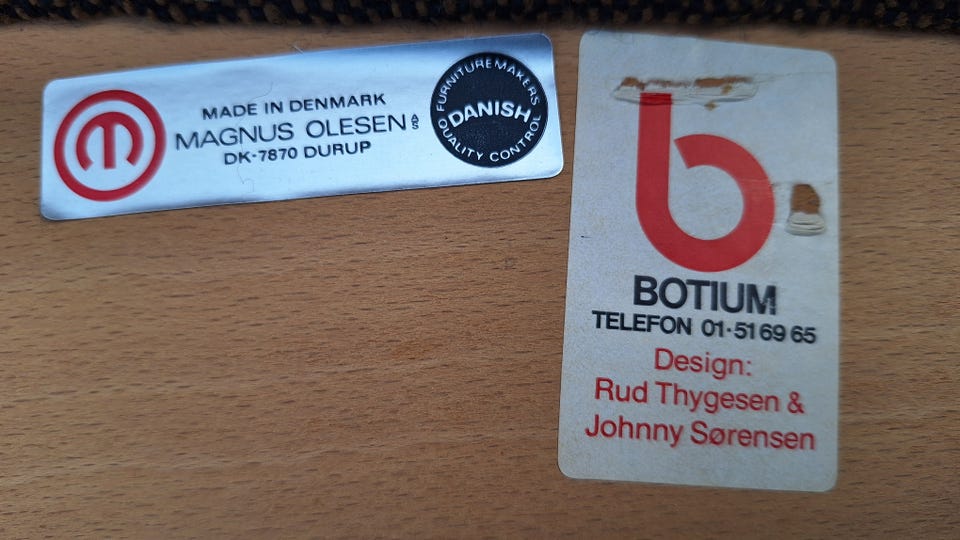 MADE IN DENMARK
MAGNUS OLESEN A/S
DK-7870 DURUP
FURNITUREMAKERS
DANISH
QUALITY CONTROL
b
BOTIUM
TELEFON 01·51 69 65
Design:
Rud Thygesen &
Johnny Sørensen